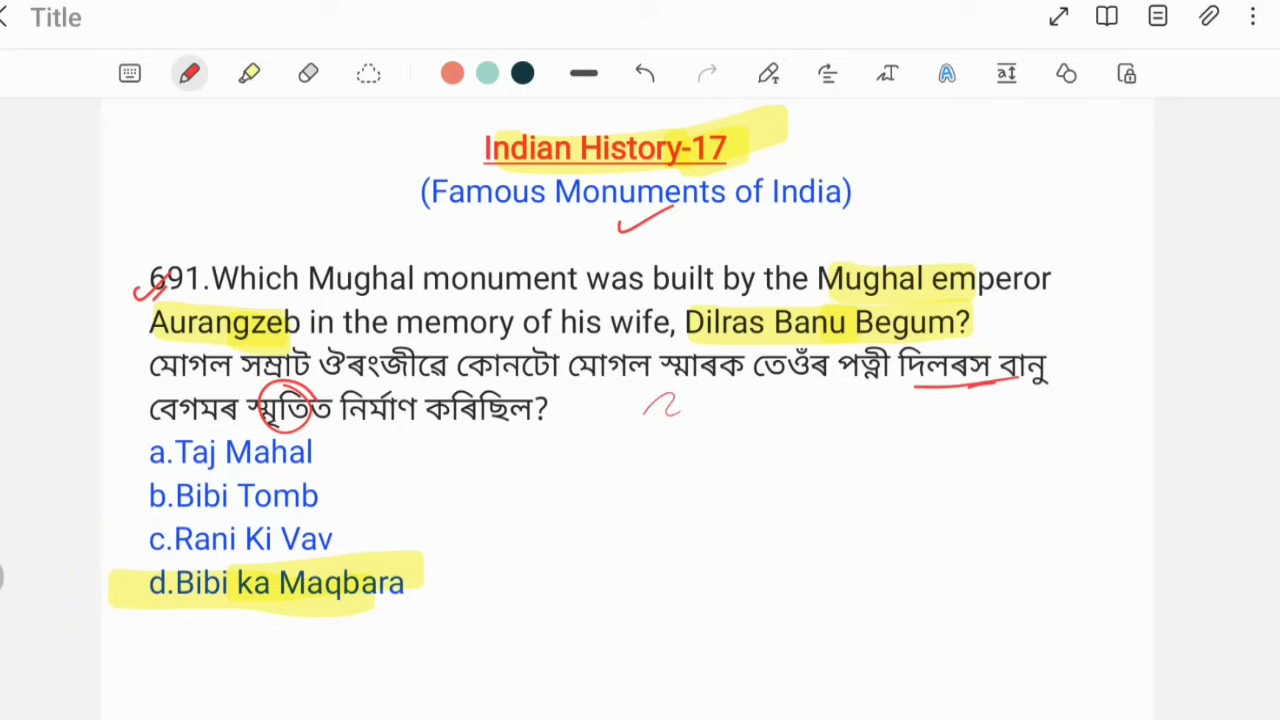 Title
Indian History-17
(Famous Monuments of India)
691.Which Mughal monument was built by the Mughal emperor
Aurangzeb in the memory of his wife, Dilras Banu Begum?
মোগল সম্ৰাট ঔৰংজীৱে কোনটো মোগল স্মাৰক তেওঁৰ পত্নী দিলৰস বানু
বেগমৰ স্মৃতিত নিৰ্মাণ কৰিছিল?
a.Taj Mahal
b.Bibi Tomb
c.Rani Ki Vav
d.Bibi ka Maqbara